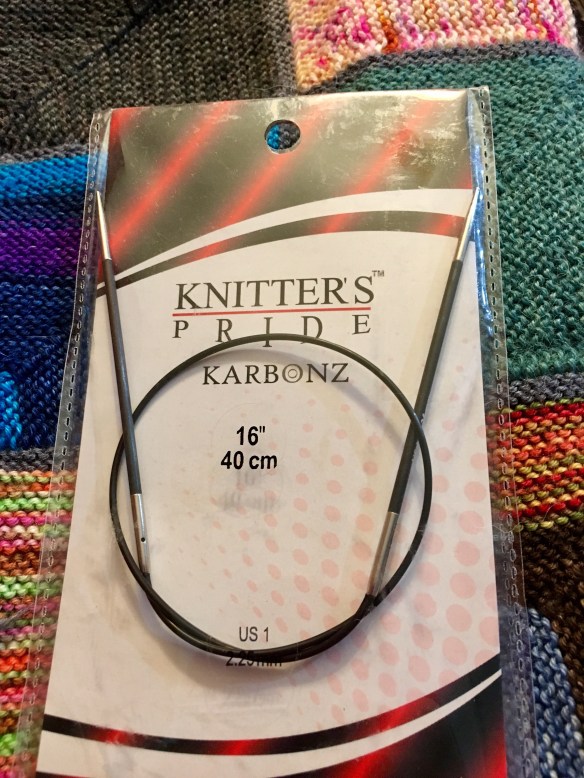 KNITTER'S™
PRIDE
KARBONZ
16"
40 cm
US 1
2.25mm